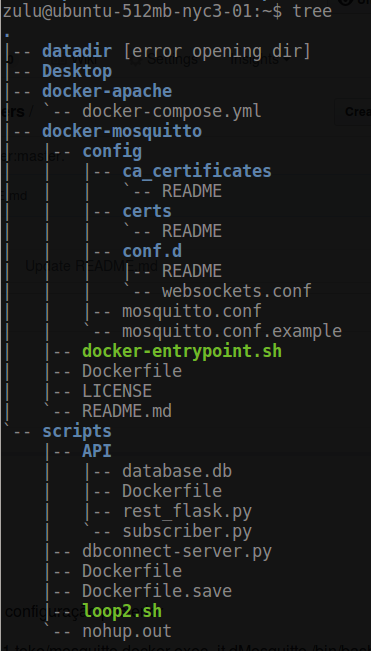 zulu@ubuntu-512mb-nyc3-01:~$ tree
.
|-- datadir [error opening dir]
|-- Desktop
|-- docker-apache
|   `-- docker-compose.yml
|-- docker-mosquitto
|   |-- config
|   |   |-- ca_certificates
|   |   |   `-- README
|   |   |-- certs
|   |   |   `-- README
|   |   |-- conf.d
|   |   |   |-- README
|   |   |   `-- websockets.conf
|   |   |-- mosquitto.conf
|   |   `-- mosquitto.conf.example
|   |-- docker-entrypoint.sh
|   |-- Dockerfile
|   |-- LICENSE
|   `-- README.md
`-- scripts
    |-- API
    |   |-- database.db
    |   |-- Dockerfile
    |   |-- rest_flask.py
    |   `-- subscriber.py
    |-- dbconnect-server.py
    |-- Dockerfile
    |-- Dockerfile.save
    |-- loop2.sh
    `-- nohup.out